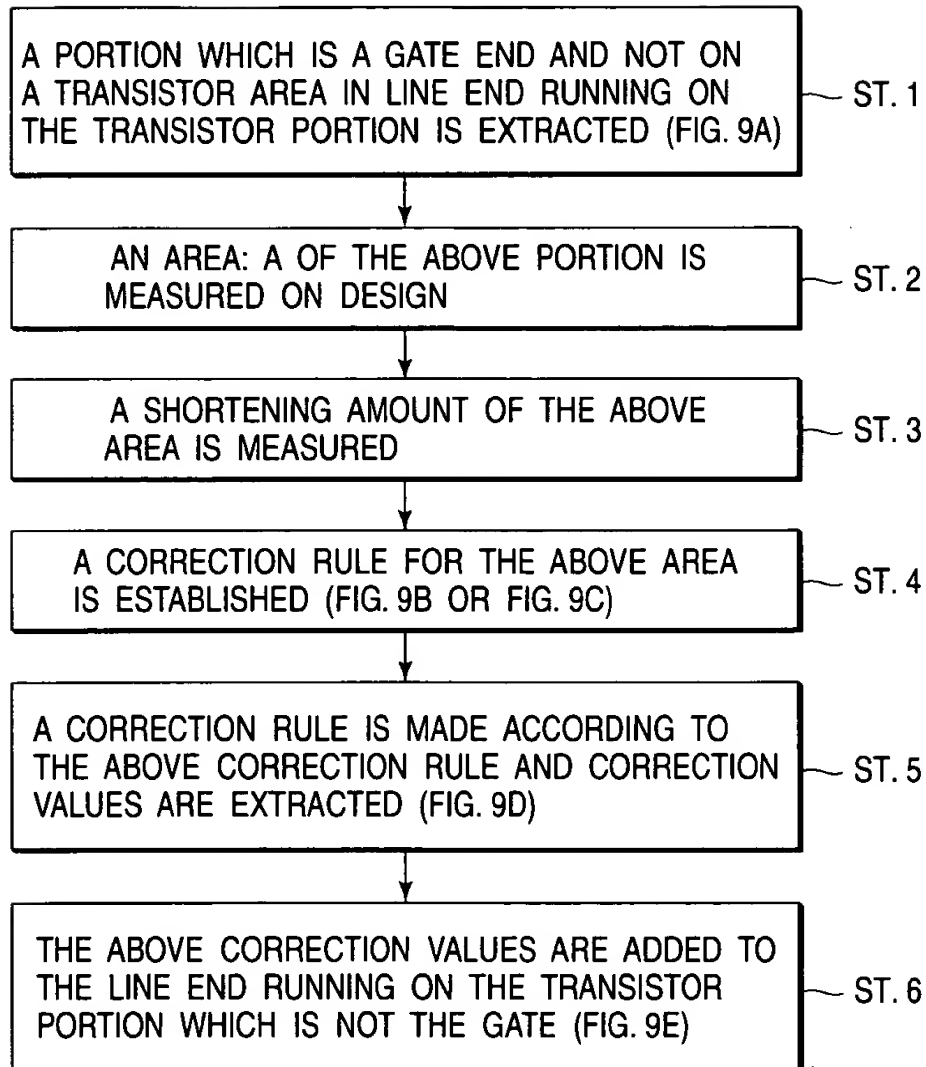 A PORTION WHICH IS A GATE END AND NOT ON
A TRANSISTOR AREA IN LINE END RUNNING ON
THE TRANSISTOR PORTION IS EXTRACTED (FIG. 9A)
ST. 1
AN AREA: A OF THE ABOVE PORTION IS
MEASURED ON DESIGN
ST. 2
A SHORTENING AMOUNT OF THE ABOVE
AREA IS MEASURED
ST. 3
A CORRECTION RULE FOR THE ABOVE AREA
IS ESTABLISHED (FIG. 9B OR FIG. 9C)
ST. 4
A CORRECTION RULE IS MADE ACCORDING TO
THE ABOVE CORRECTION RULE AND CORRECTION
VALUES ARE EXTRACTED (FIG. 9D)
ST. 5
THE ABOVE CORRECTION VALUES ARE ADDED TO
THE LINE END RUNNING ON THE TRANSISTOR
PORTION WHICH IS NOT THE GATE (FIG. 9E)
ST. 6